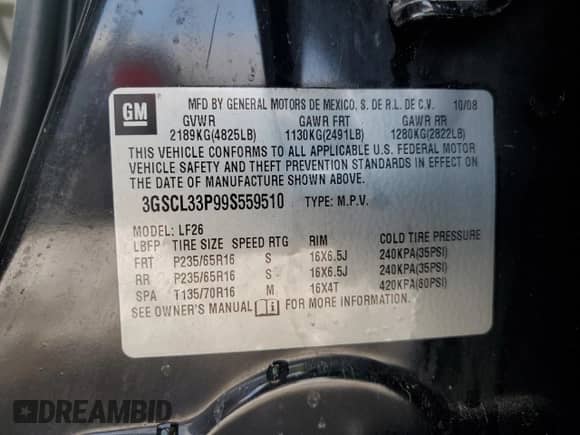 GM
MFD BY GENERAL MOTORS DE MEXICO, S. DE R.L. DE C.V. 10/08
GVWR GAWR FRT GAWR RR
2189KG(4825LB) 1130KG(2491LB) 1280KG(2822LB)
THIS VEHICLE CONFORMS TO ALL APPLICABLE U.S. FEDERAL MOTOR
VEHICLE SAFETY AND THEFT PREVENTION STANDARDS IN EFFECT ON
THE DATE OF MANUFACTURE SHOWN ABOVE.
3GSCL33P99S559510 TYPE: M.P.V.
MODEL: LF26
LBFP TIRE SIZE SPEED RTG RIM COLD TIRE PRESSURE
FRT P235/65R16 S 16X6.5J 240KPA(35PSI)
RR P235/65R16 S 16X6.5J 240KPA(35PSI)
SPA T135/70R16 M 16X4T 420KPA(60PSI)
SEE OWNER'S MANUAL FOR MORE INFORMATION
DREAMBID